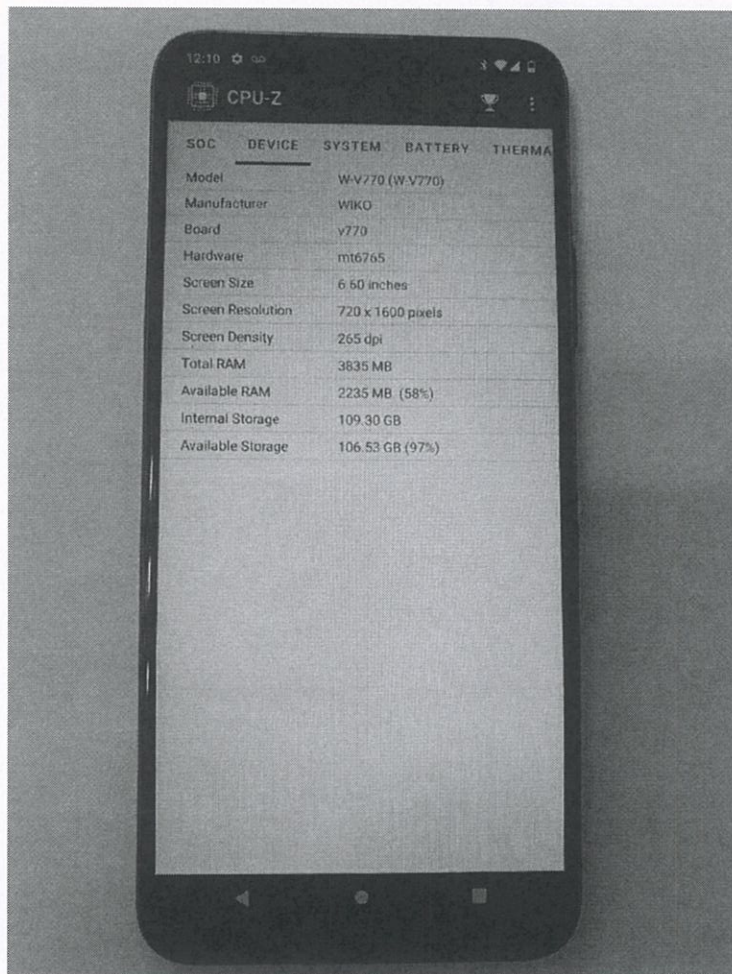 12:10
CPU-Z
SOC DEVICE SYSTEM BATTERY THERMA
Model W-V770 (W-V770)
Manufacturer WIKO
Board v770
Hardware mt6765
Screen Size 6.60 inches
Screen Resolution 720 x 1600 pixels
Screen Density 265 dpi
Total RAM 3835 MB
Available RAM 2235 MB (58%)
Internal Storage 109.30 GB
Available Storage 106.53 GB (97%)